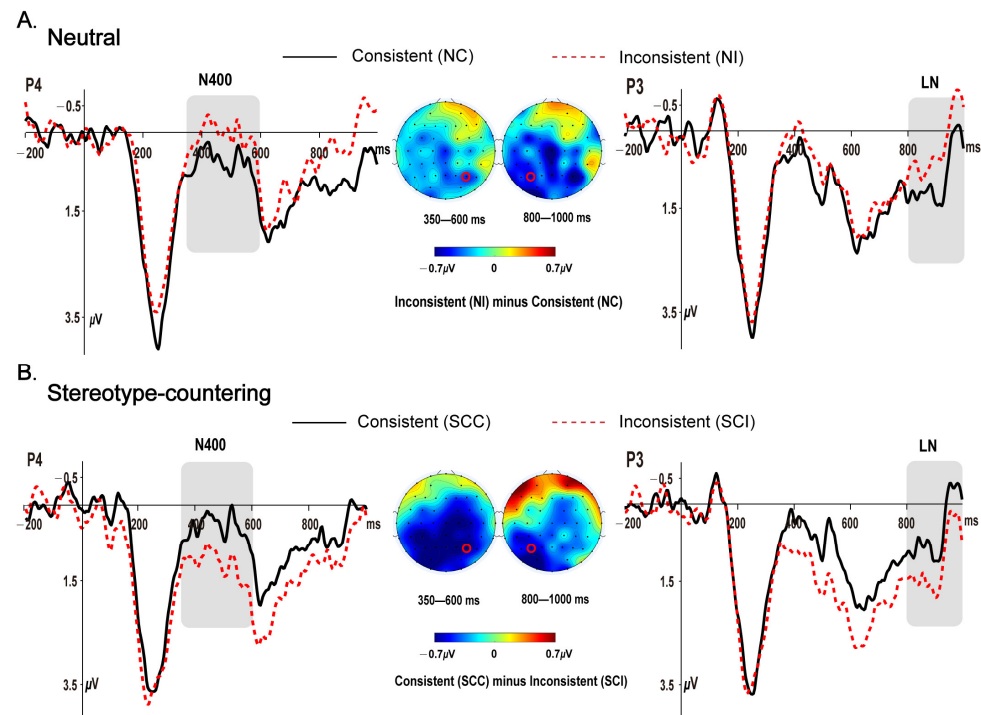 A.
Neutral
Consistent (NC)
Inconsistent (NI)
P4
N400
−0.5
−200
200
400
600
800
ms
1.5
3.5
μV
350—600 ms
800—1000 ms
−0.7μV
0
0.7μV
Inconsistent (NI) minus Consistent (NC)
P3
LN
−0.5
−200
200
400
600
800
ms
1.5
3.5
μV
B.
Stereotype-countering
Consistent (SCC)
Inconsistent (SCI)
P4
N400
−0.5
−200
200
400
600
800
ms
1.5
3.5
μV
350—600 ms
800—1000 ms
−0.7μV
0
0.7μV
Consistent (SCC) minus Inconsistent (SCI)
P3
LN
−0.5
−200
200
400
600
800
ms
1.5
3.5
μV